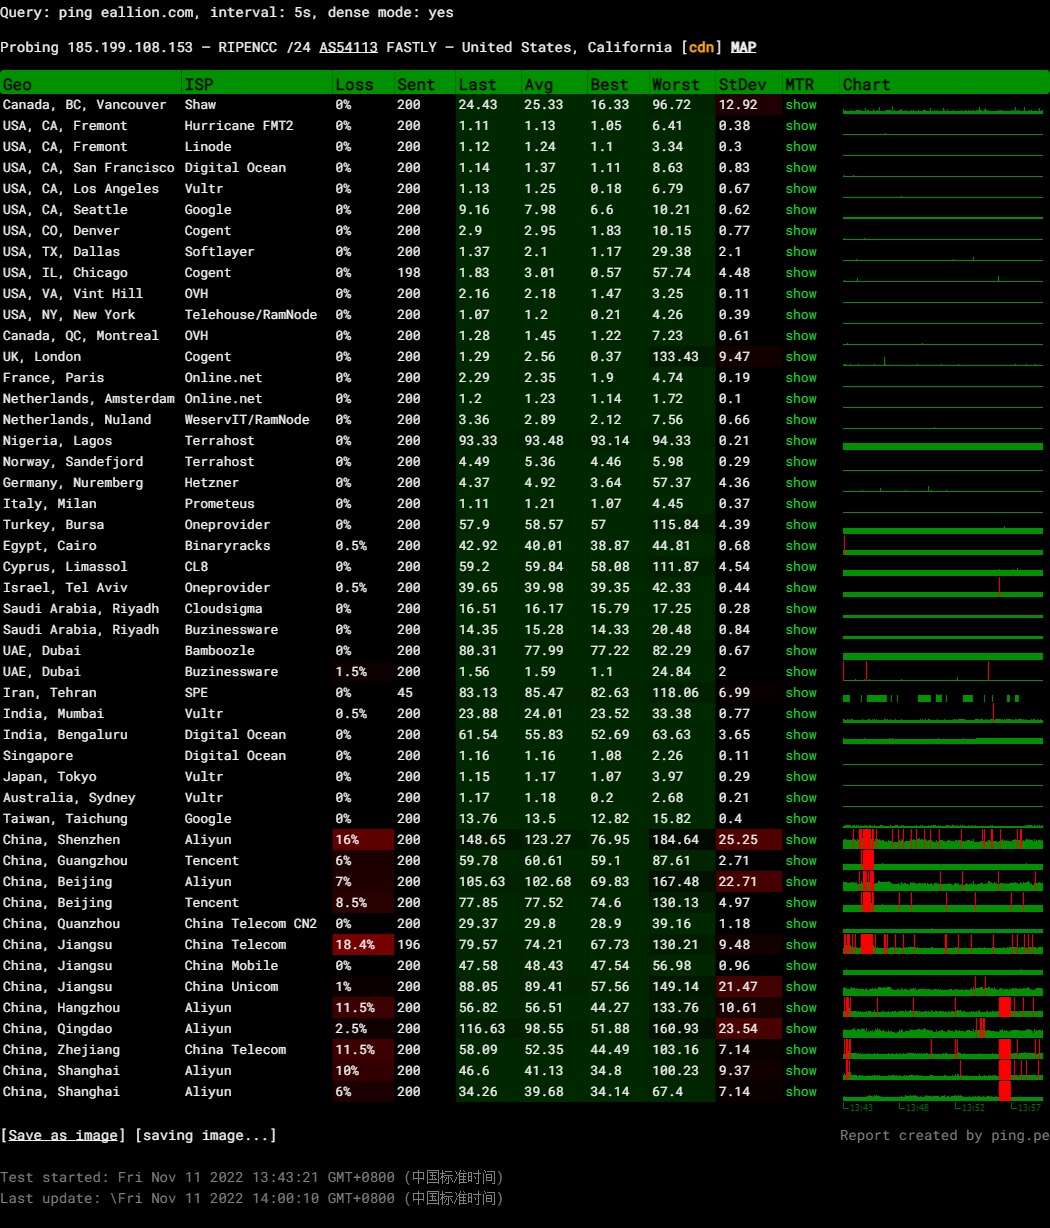 Query: ping eallion.com, interval: 5s, dense mode: yes
Probing 185.199.108.153 — RIPENCC /24 AS54113 FASTLY — United States, California [cdn] MAP
Geo ISP Loss Sent Last Avg Best Worst StDev MTR Chart
Canada, BC, Vancouver Shaw 0% 200 24.43 25.33 16.33 96.72 12.92 show
USA, CA, Fremont Hurricane FMT2 0% 200 1.11 1.13 1.05 6.41 0.38 show
USA, CA, Fremont Linode 0% 200 1.12 1.24 1.1 3.34 0.3 show
USA, CA, San Francisco Digital Ocean 0% 200 1.14 1.37 1.11 8.63 0.83 show
USA, CA, Los Angeles Vultr 0% 200 1.13 1.25 0.18 6.79 0.67 show
USA, CA, Seattle Google 0% 200 9.16 7.98 6.6 10.21 0.62 show
USA, CO, Denver Cogent 0% 200 2.9 2.95 1.83 10.15 0.77 show
USA, TX, Dallas Softlayer 0% 200 1.37 2.1 1.17 29.38 2.1 show
USA, IL, Chicago Cogent 0% 198 1.83 3.01 0.57 57.74 4.48 show
USA, VA, Vint Hill OVH 0% 200 2.16 2.18 1.47 3.25 0.11 show
USA, NY, New York Telehouse/RamNode 0% 200 1.07 1.2 0.21 4.26 0.39 show
Canada, QC, Montreal OVH 0% 200 1.28 1.45 1.22 7.23 0.61 show
UK, London Cogent 0% 200 1.29 2.56 0.37 133.43 9.47 show
France, Paris Online.net 0% 200 2.29 2.35 1.9 4.74 0.19 show
Netherlands, Amsterdam Online.net 0% 200 1.2 1.23 1.14 1.72 0.1 show
Netherlands, Nuland WeservIT/RamNode 0% 200 3.36 2.89 2.12 7.56 0.66 show
Nigeria, Lagos Terrahost 0% 200 93.33 93.48 93.14 94.33 0.21 show
Norway, Sandefjord Terrahost 0% 200 4.49 5.36 4.46 5.98 0.29 show
Germany, Nuremberg Hetzner 0% 200 4.37 4.92 3.64 57.37 4.36 show
Italy, Milan Prometeus 0% 200 1.11 1.21 1.07 4.45 0.37 show
Turkey, Bursa Oneprovider 0% 200 57.9 58.57 57 115.84 4.39 show
Egypt, Cairo Binaryracks 0.5% 200 42.92 40.01 38.87 44.81 0.68 show
Cyprus, Limassol CL8 0% 200 59.2 59.84 58.08 111.87 4.54 show
Israel, Tel Aviv Oneprovider 0.5% 200 39.65 39.98 39.35 42.33 0.44 show
Saudi Arabia, Riyadh Cloudsigma 0% 200 16.51 16.17 15.79 17.25 0.28 show
Saudi Arabia, Riyadh Buzinessware 0% 200 14.35 15.28 14.33 20.48 0.84 show
UAE, Dubai Bamboozle 0% 200 80.31 77.99 77.22 82.29 0.67 show
UAE, Dubai Buzinessware 1.5% 200 1.56 1.59 1.1 24.84 2 show
Iran, Tehran SPE 0% 45 83.13 85.47 82.63 118.06 6.99 show
India, Mumbai Vultr 0.5% 200 23.88 24.01 23.52 33.38 0.77 show
India, Bengaluru Digital Ocean 0% 200 61.54 55.83 52.69 63.63 3.65 show
Singapore Digital Ocean 0% 200 1.16 1.16 1.08 2.26 0.11 show
Japan, Tokyo Vultr 0% 200 1.15 1.17 1.07 3.97 0.29 show
Australia, Sydney Vultr 0% 200 1.17 1.18 0.2 2.68 0.21 show
Taiwan, Taichung Google 0% 200 13.76 13.5 12.82 15.82 0.4 show
China, Shenzhen Aliyun 16% 200 148.65 123.27 76.95 184.64 25.25 show
China, Guangzhou Tencent 6% 200 59.78 60.61 59.1 87.61 2.71 show
China, Beijing Aliyun 7% 200 105.63 102.68 69.83 167.48 22.71 show
China, Beijing Tencent 8.5% 200 77.85 77.52 74.6 130.13 4.97 show
China, Quanzhou China Telecom CN2 0% 200 29.37 29.8 28.9 39.16 1.18 show
China, Jiangsu China Telecom 18.4% 196 79.57 74.21 67.73 130.21 9.48 show
China, Jiangsu China Mobile 0% 200 47.58 48.43 47.54 56.98 0.96 show
China, Jiangsu China Unicom 1% 200 88.05 89.41 57.56 149.14 21.47 show
China, Hangzhou Aliyun 11.5% 200 56.82 56.51 44.27 133.76 10.61 show
China, Qingdao Aliyun 2.5% 200 116.63 98.55 51.88 160.93 23.54 show
China, Zhejiang China Telecom 11.5% 200 58.09 52.35 44.49 103.16 7.14 show
China, Shanghai Aliyun 10% 200 46.6 41.13 34.8 100.23 9.37 show
China, Shanghai Aliyun 6% 200 34.26 39.68 34.14 67.4 7.14 show
13:43 13:48 13:52 13:57
[Save as image] [saving image...] Report created by ping.pe
Test started: Fri Nov 11 2022 13:43:21 GMT+0800 (中国标准时间)
Last update: \Fri Nov 11 2022 14:00:10 GMT+0800 (中国标准时间)